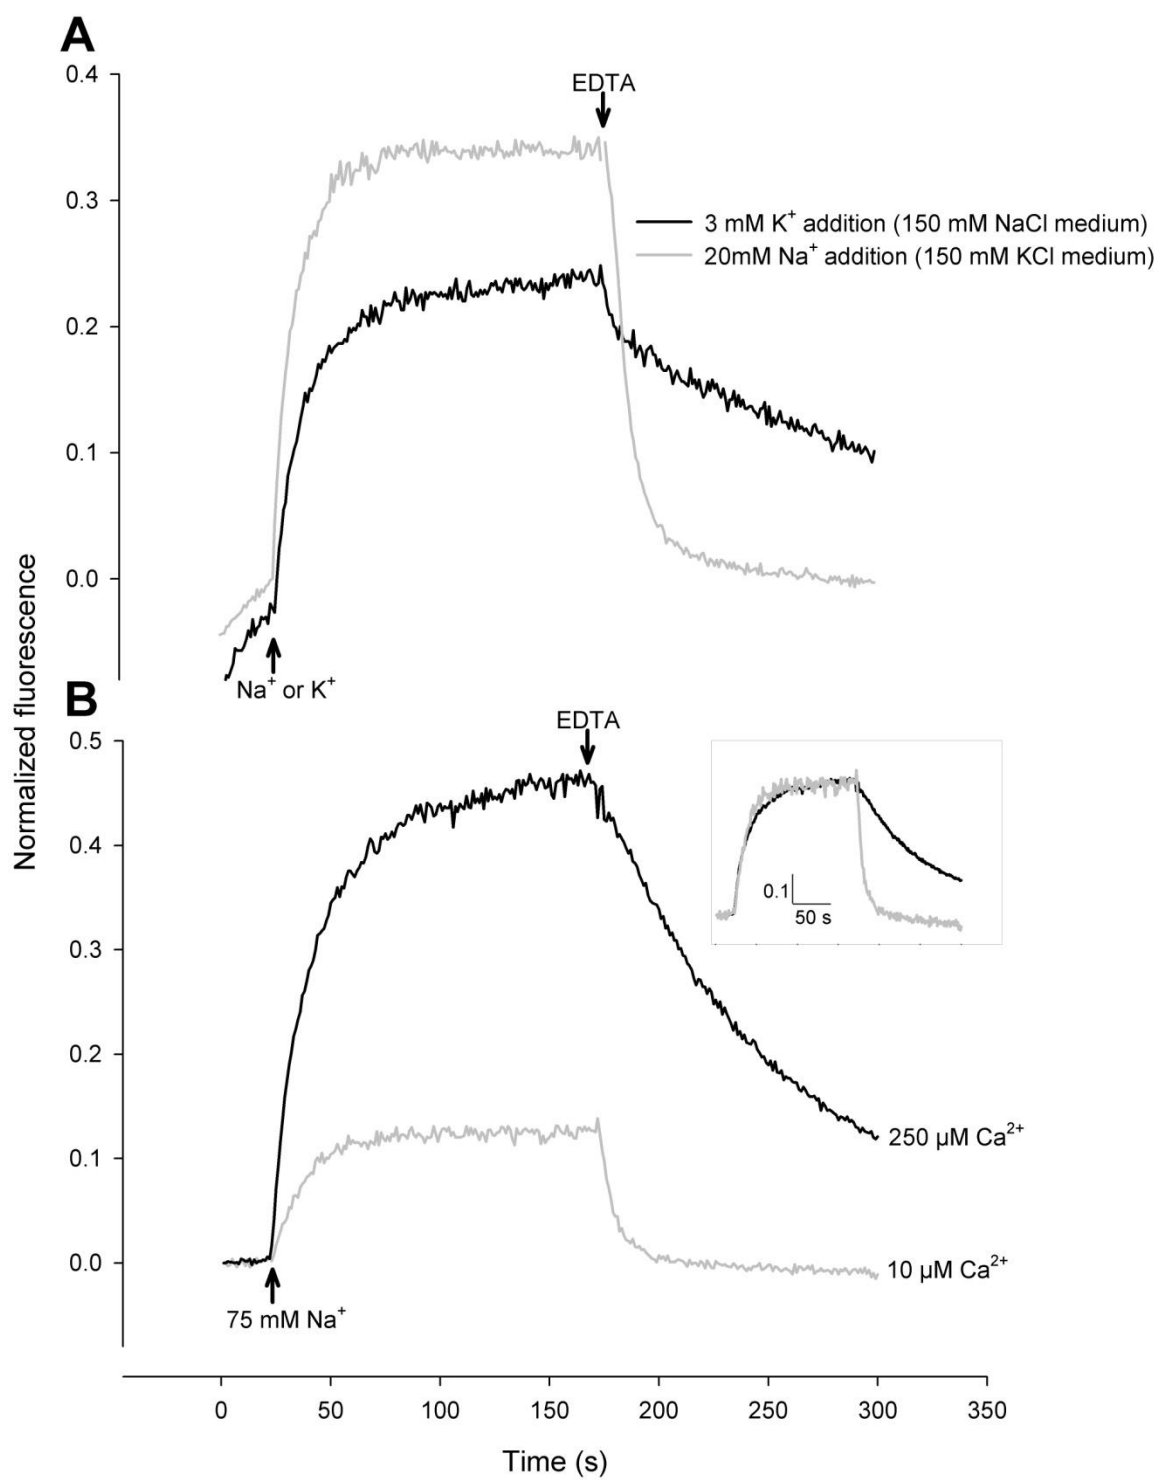 A
0.4
EDTA
0.3
3 mM K⁺ addition (150 mM NaCl medium)
20mM Na⁺ addition (150 mM KCl medium)
0.2
0.1
0.0
Na⁺ or K⁺
Normalized fluorescence
B
EDTA
0.5
0.4
0.1
50 s
0.3
0.2
250 µM Ca²⁺
0.1
10 µM Ca²⁺
0.0
75 mM Na⁺
0 50 100 150 200 250 300 350
Time (s)